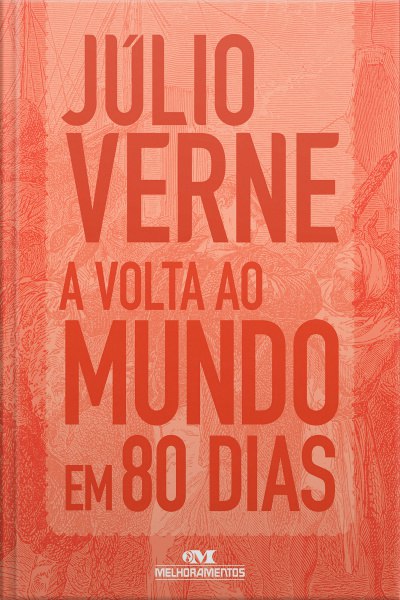 JÚLIO
VERNE
A VOLTA AO
MUNDO
EM 80 DIAS
M
MELHORAMENTOS